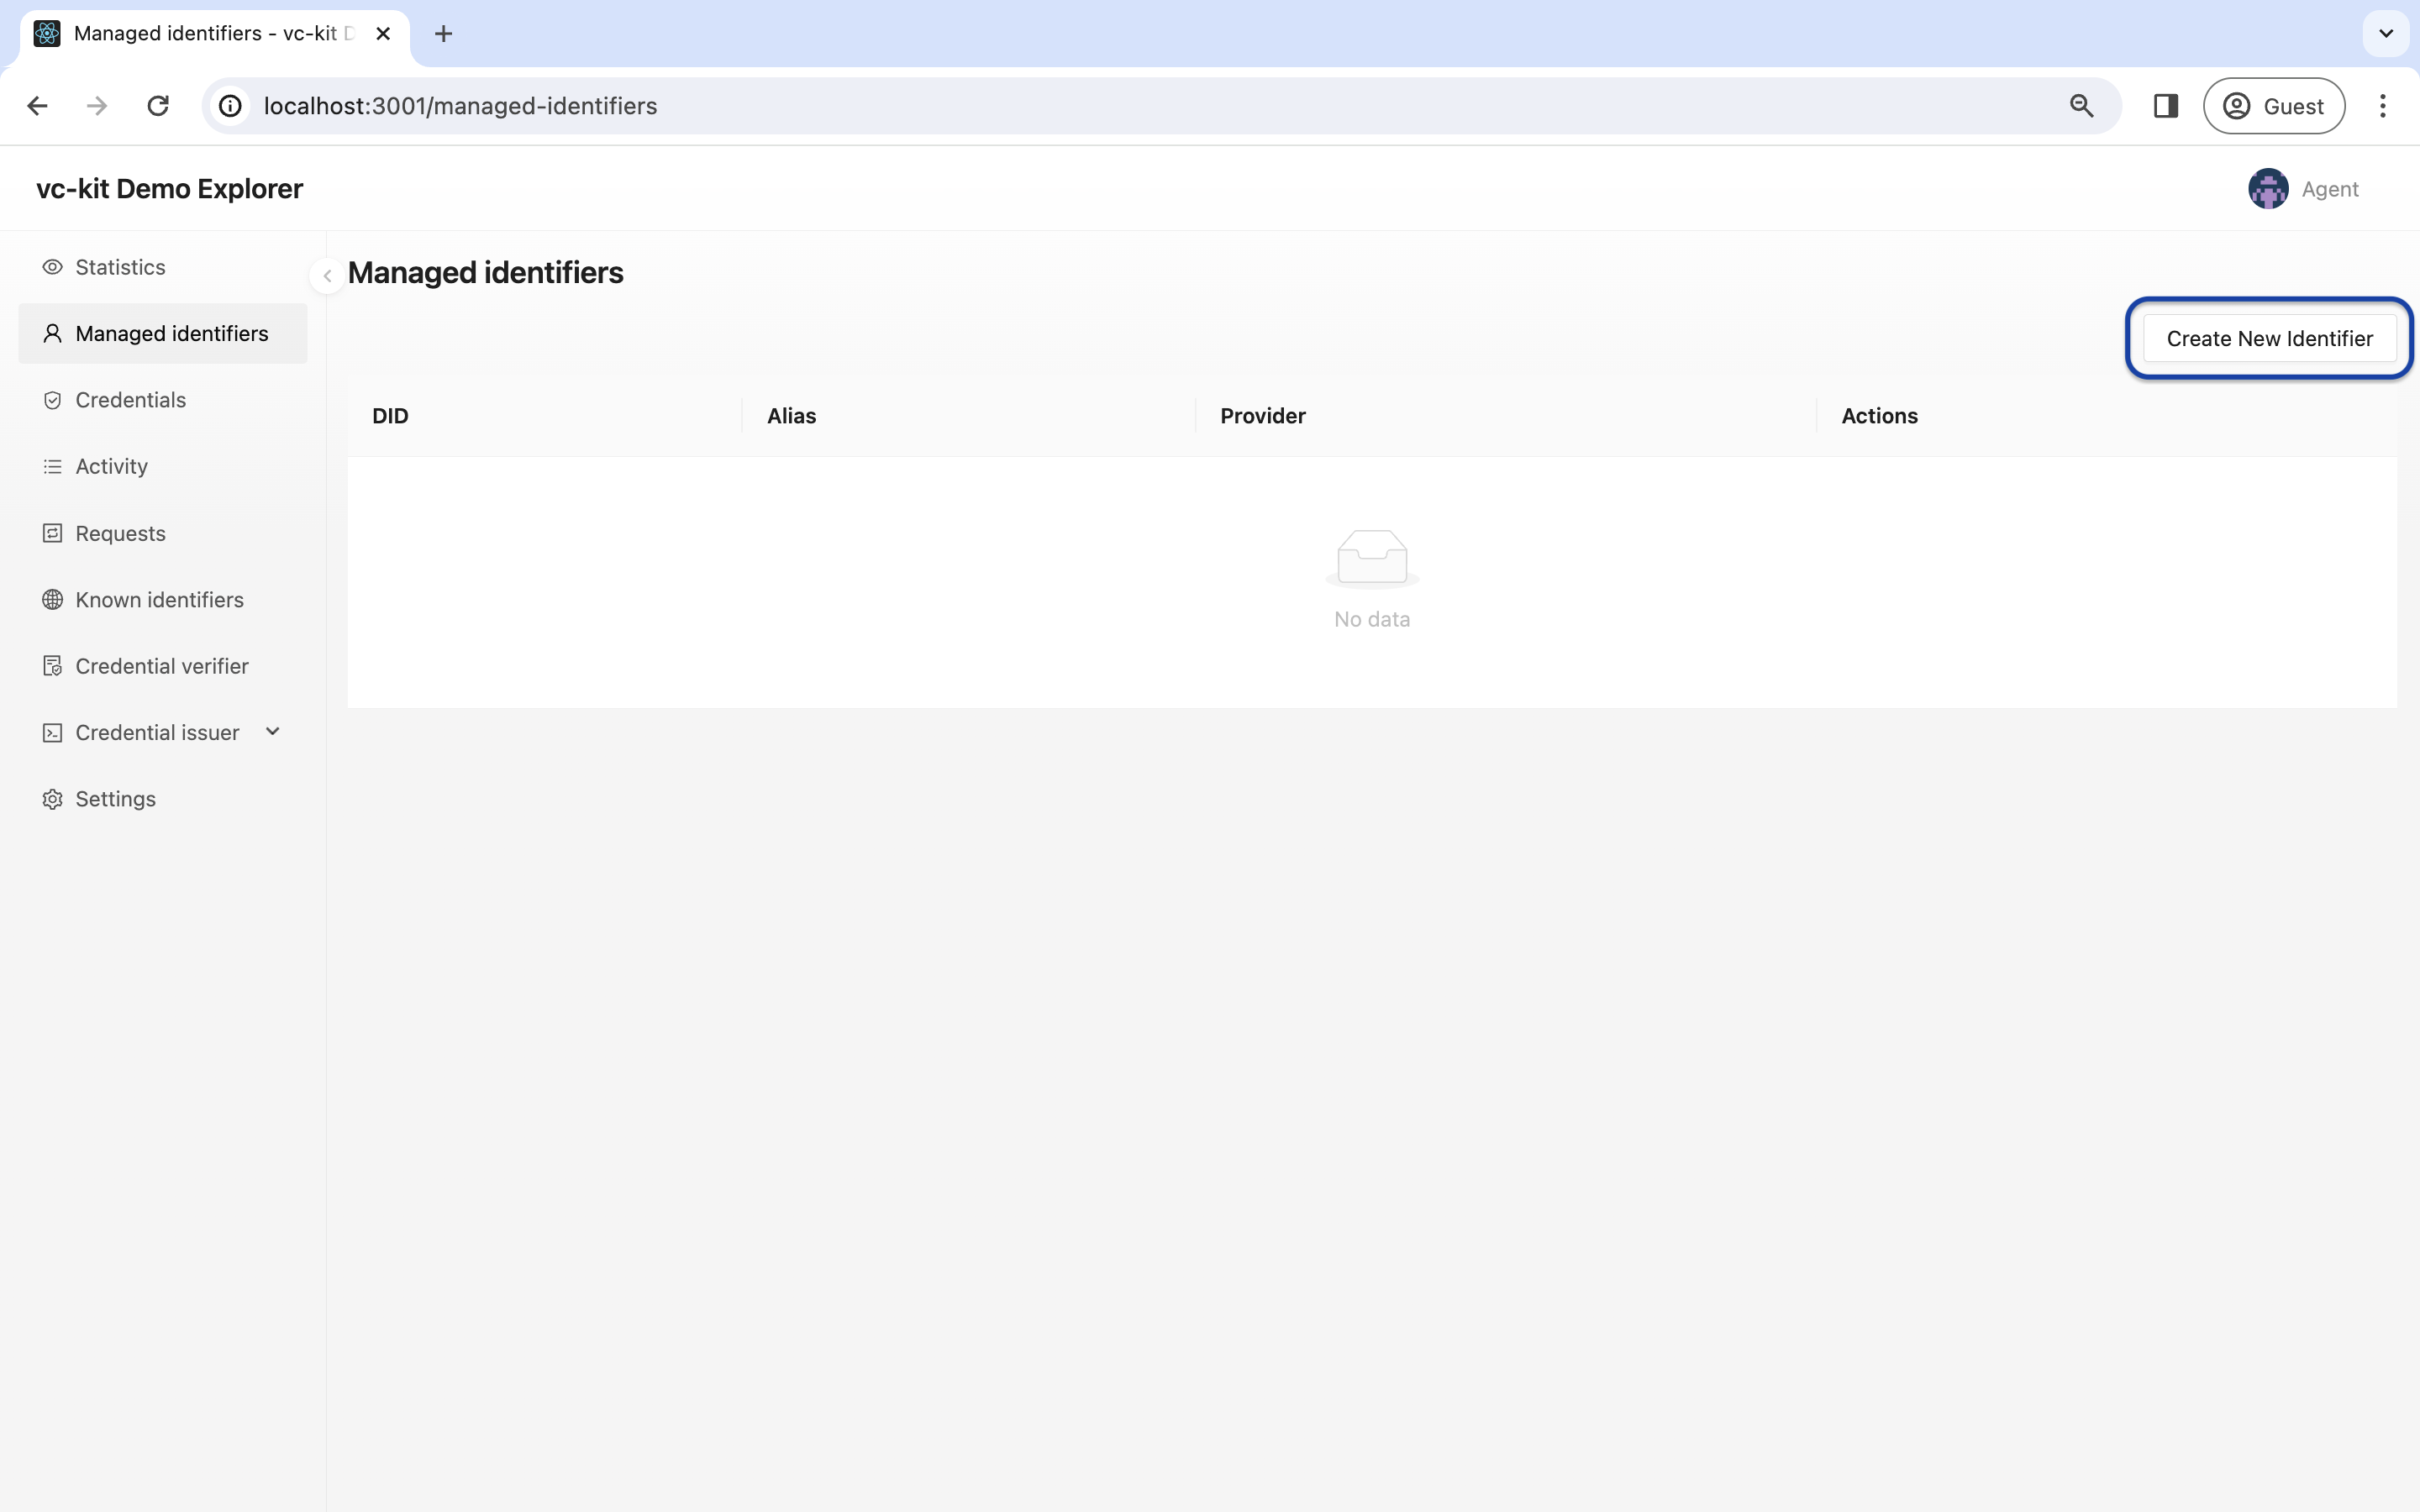 Managed identifiers - vc-kit D
localhost:3001/managed-identifiers
Guest
vc-kit Demo Explorer
Agent
Statistics
Managed identifiers
Credentials
Activity
Requests
Known identifiers
Credential verifier
Credential issuer
Settings
Managed identifiers
Create New Identifier
DID Alias Provider Actions
No data